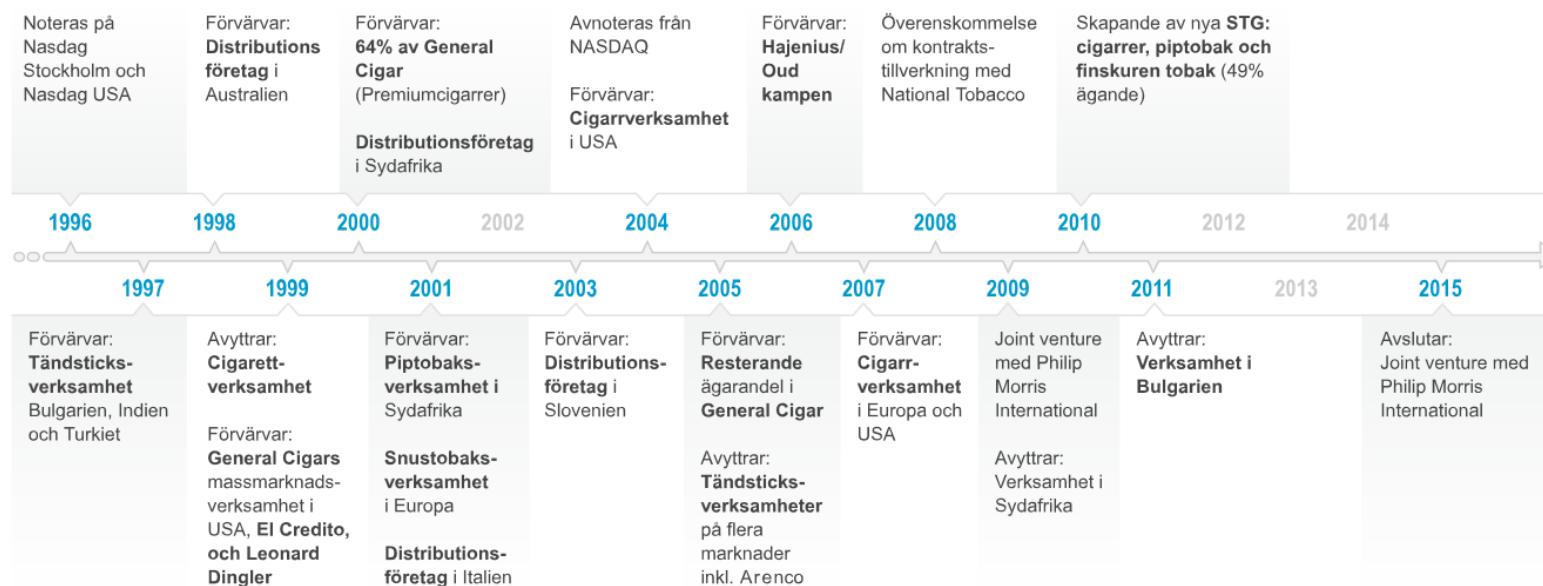 Noteras på
Nasdag
Stockholm och
Nasdag USA
Förvärvar:
Distributions
företag i
Australien
Förvärvar:
64% av General
Cigar
(Premiumcigarrer)
Distributionsföretag
i Sydafrika
Avnoteras från
NASDAQ
Förvärvar:
Cigarrverksamhet
i USA
Förvärvar:
Hajenius/
Oud
kampen
Överenskommelse
om kontrakts-
tillverkning med
National Tobacco
Skapande av nya STG:
cigarrer, piptobak och
finskuren tobak (49%
ägande)
1996 1998 2000 2002 2004 2006 2008 2010 2012 2014
1997 1999 2001 2003 2005 2007 2009 2011 2013 2015
Förvärvar:
Tändsticks-
verksamhet
Bulgarien, Indien
och Turkiet
Avyttrar:
Cigarett-
verksamhet
Förvärvar:
General Cigars
massmarknads-
verksamhet i
USA, El Credito,
och Leonard
Dingler
Förvärvar:
Piptobaks-
verksamhet i
Sydafrika
Snustobaks-
verksamhet
i Europa
Distributions-
företag i Italien
Förvärvar:
Distributions-
företag i
Slovenien
Förvärvar:
Resterande
ägarandel i
General Cigar
Avyttrar:
Tändsticks-
verksamheter
på flera
marknader
inkl. Arenco
Förvärvar:
Cigarr-
verksamhet
i Europa och
USA
Joint venture
med Philip
Morris
International
Avyttrar:
Verksamhet i
Sydafrika
Avyttrar:
Verksamhet i
Bulgarien
Avslutar:
Joint venture med
Philip Morris
International